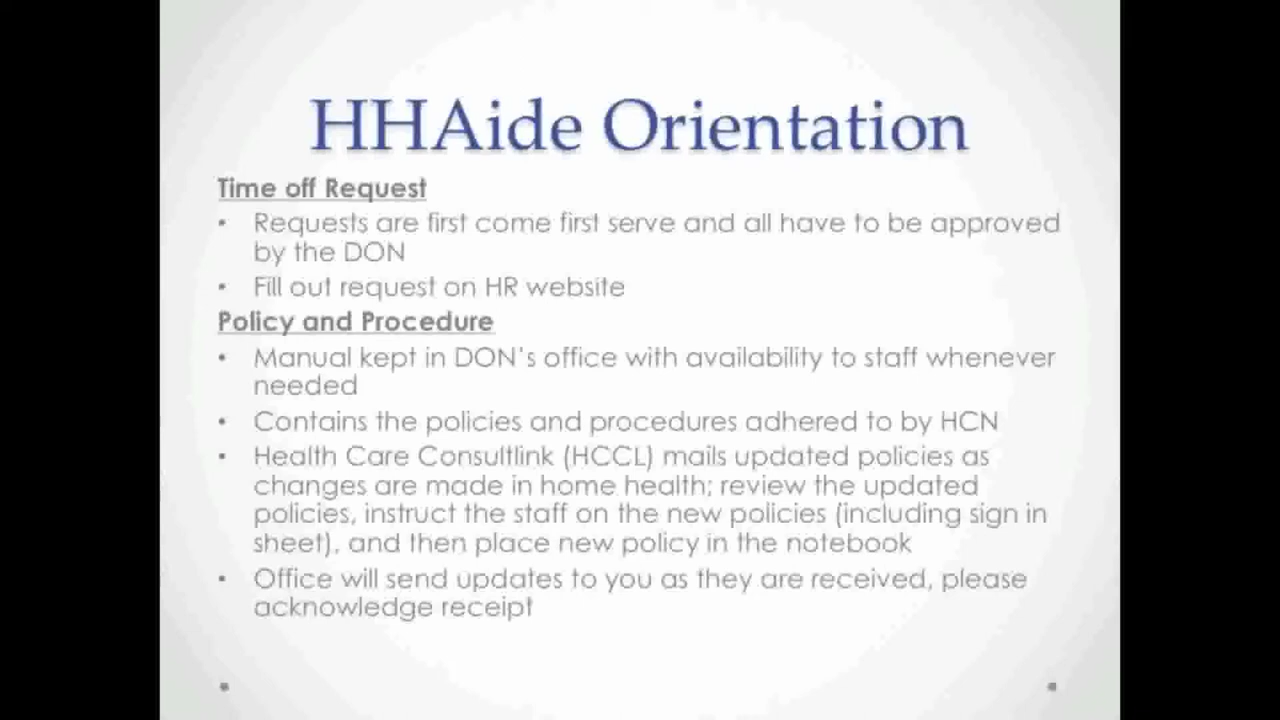 HHAide Orientation
Time off Request
• Requests are first come first serve and all have to be approved
by the DON
• Fill out request on HR website
Policy and Procedure
• Manual kept in DON's office with availability to staff whenever
needed
• Contains the policies and procedures adhered to by HCN
• Health Care Consultlink (HCCL) mails updated policies as
changes are made in home health; review the updated
policies, instruct the staff on the new policies (including sign in
sheet), and then place new policy in the notebook
• Office will send updates to you as they are received, please
acknowledge receipt